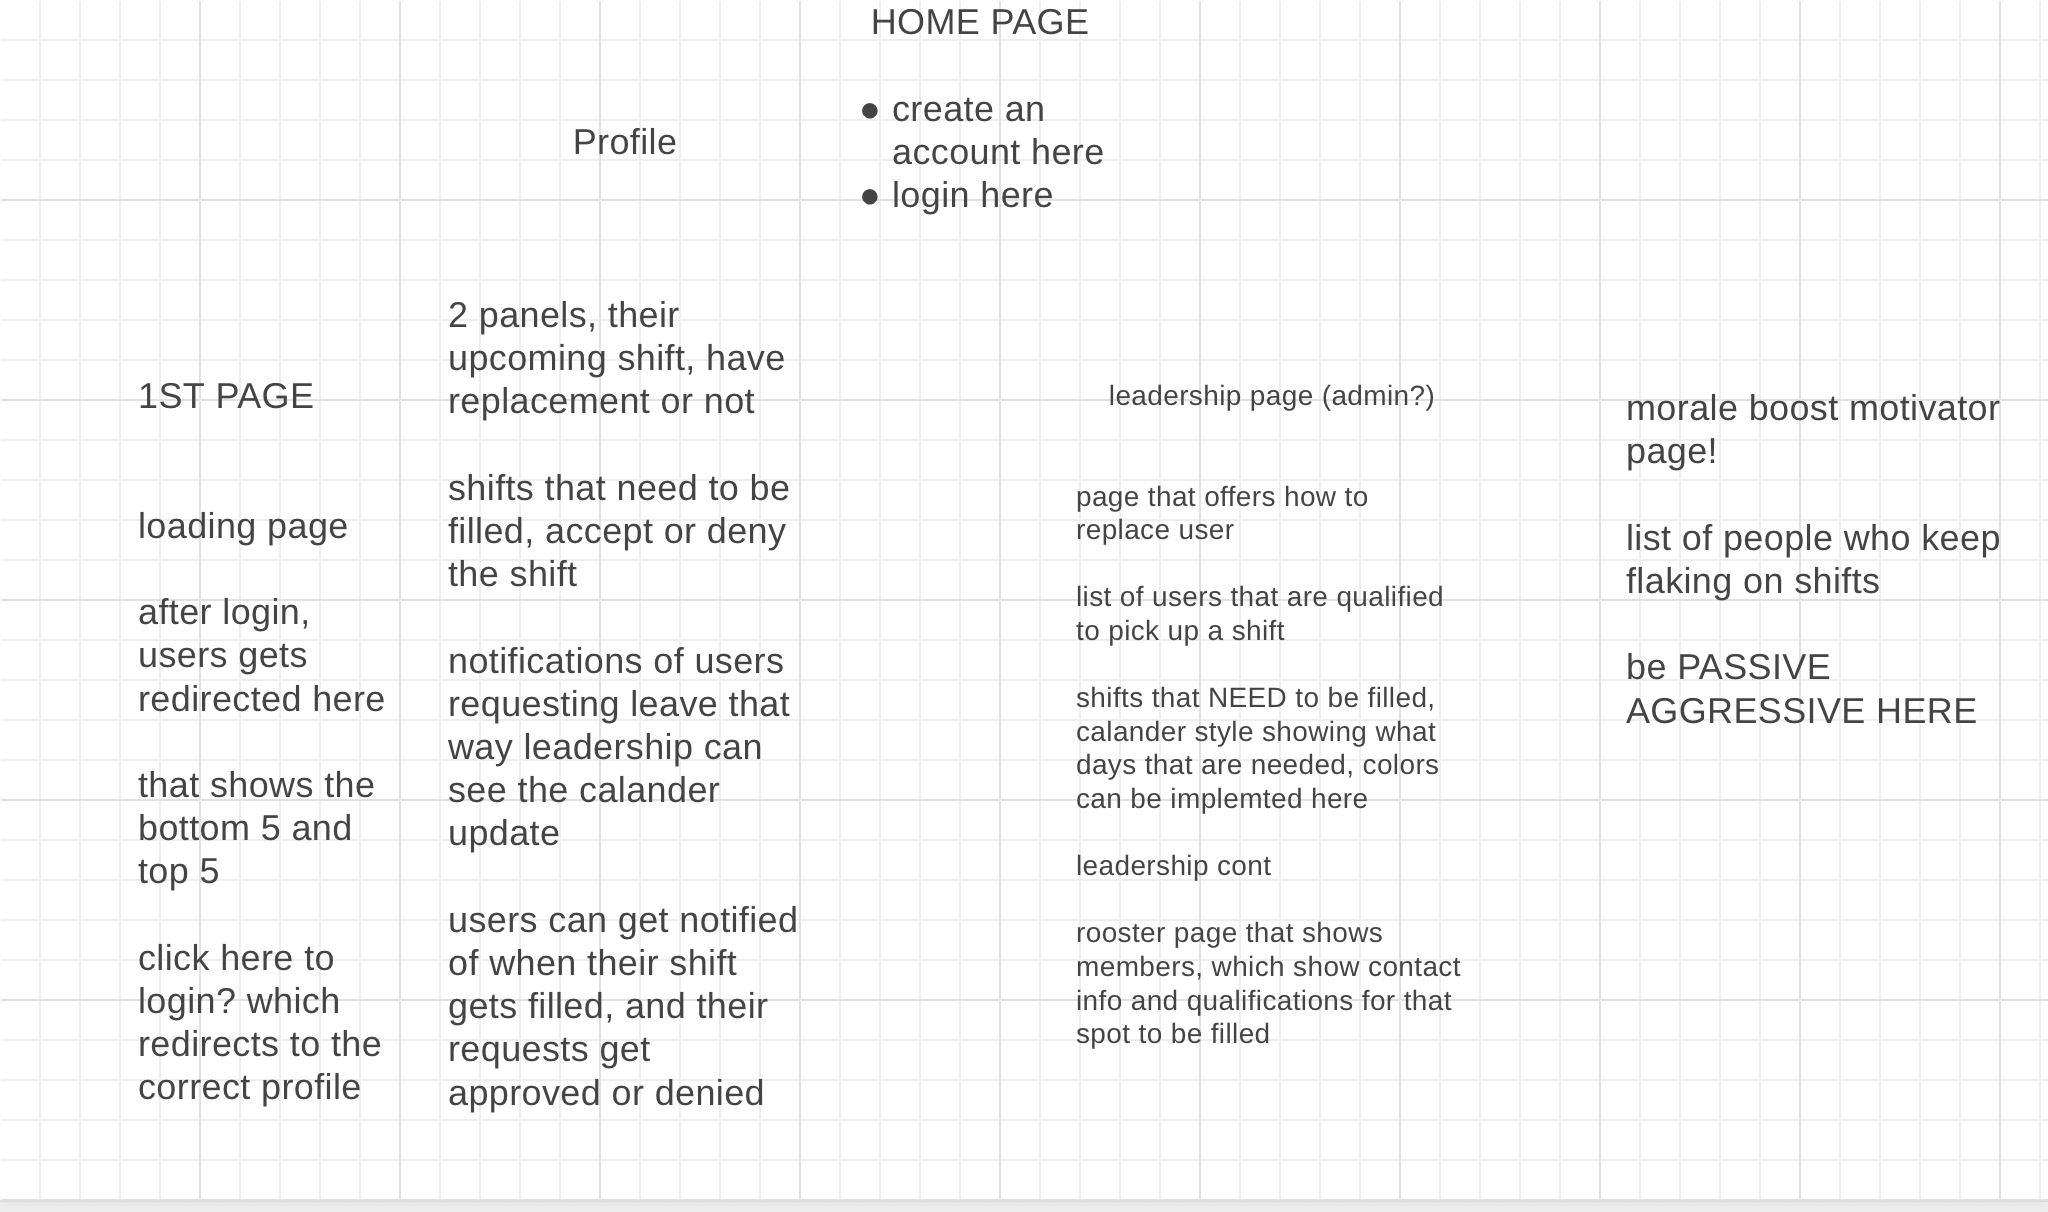 HOME PAGE
● create an
account here
● login here
Profile
1ST PAGE
loading page
after login,
users gets
redirected here
that shows the
bottom 5 and
top 5
click here to
login? which
redirects to the
correct profile
2 panels, their
upcoming shift, have
replacement or not
shifts that need to be
filled, accept or deny
the shift
notifications of users
requesting leave that
way leadership can
see the calander
update
users can get notified
of when their shift
gets filled, and their
requests get
approved or denied
leadership page (admin?)
page that offers how to
replace user
list of users that are qualified
to pick up a shift
shifts that NEED to be filled,
calander style showing what
days that are needed, colors
can be implemted here
leadership cont
rooster page that shows
members, which show contact
info and qualifications for that
spot to be filled
morale boost motivator
page!
list of people who keep
flaking on shifts
be PASSIVE
AGGRESSIVE HERE